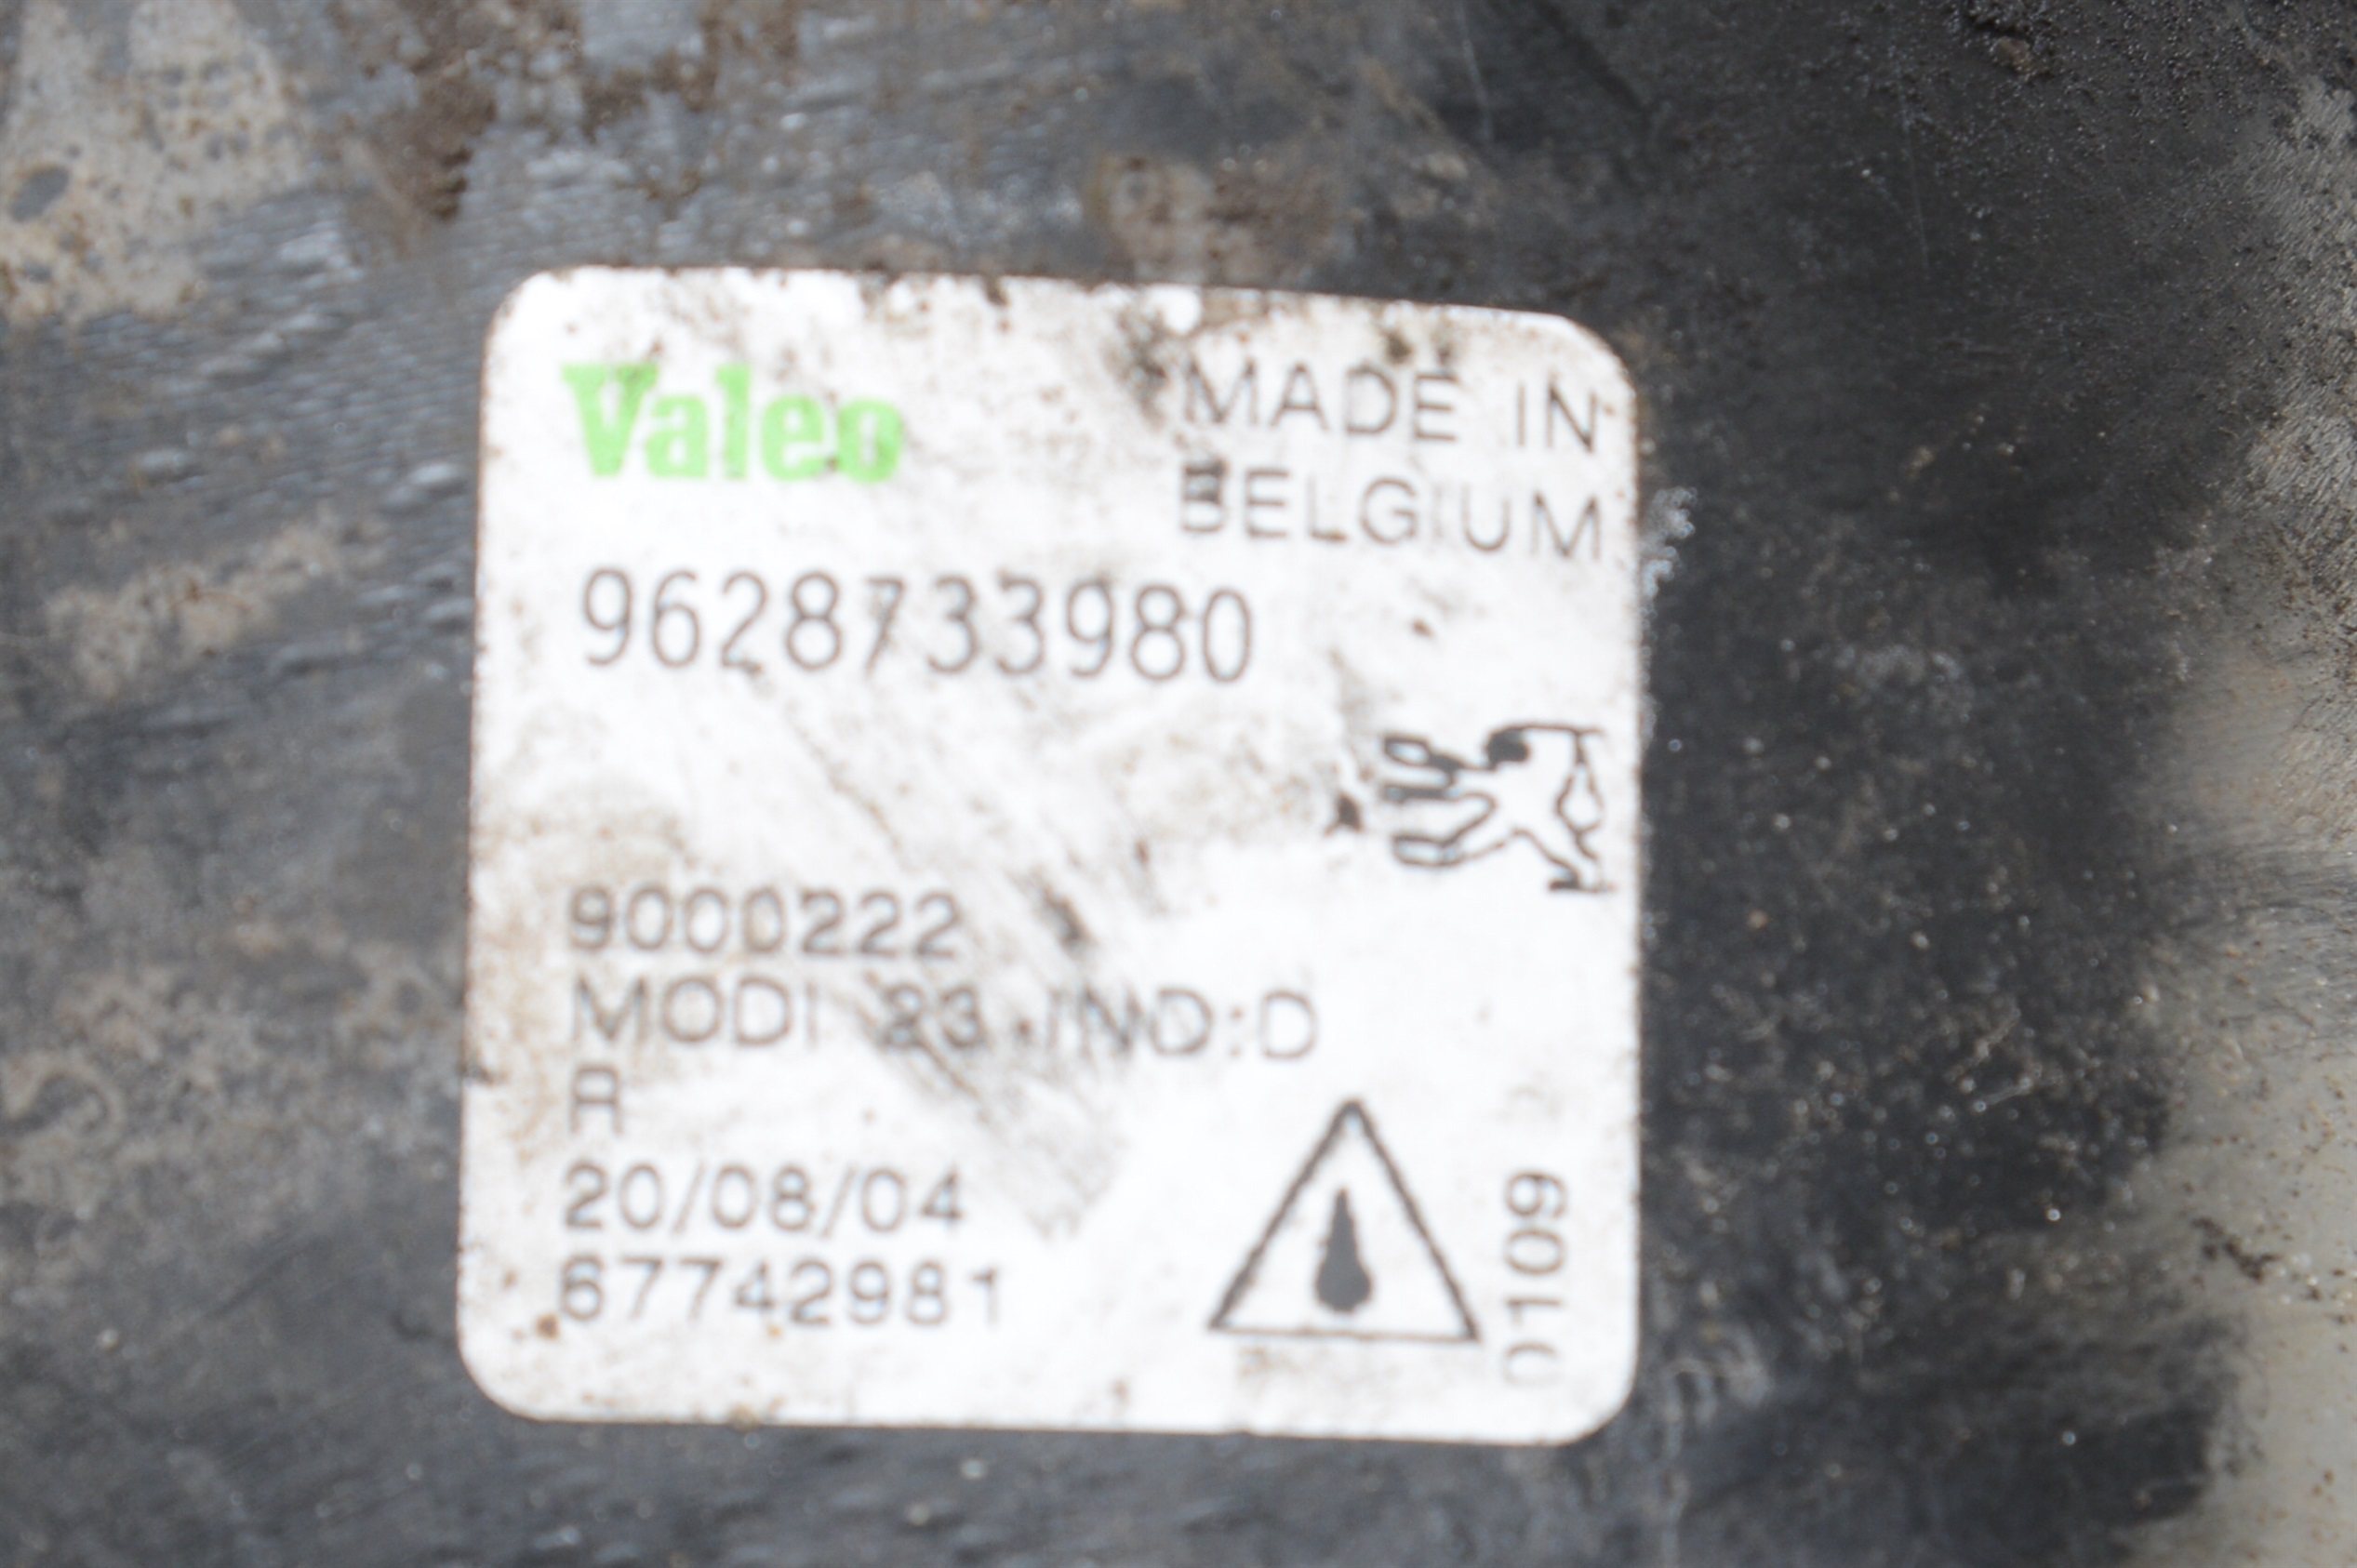 Valeo
MADE IN
BELGIUM
9628733980
9000222
MODI 23 IND:D
R
20/08/04
67742981
0109